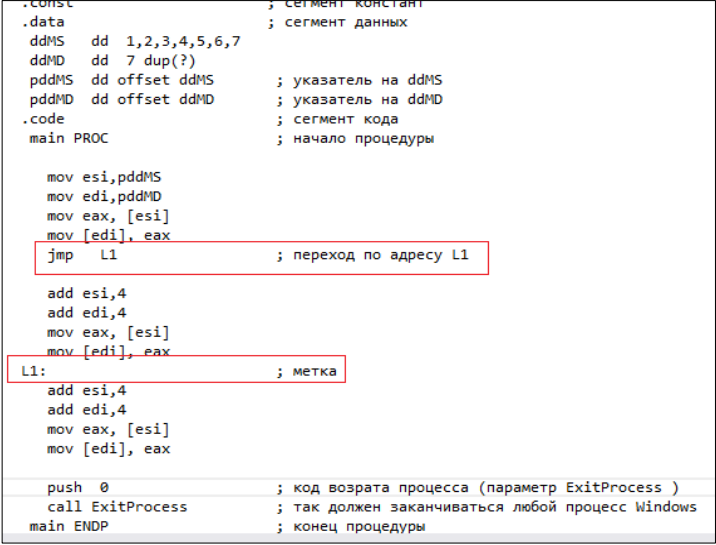 .const ; сегмент констант
.data ; сегмент данных
ddMS dd 1,2,3,4,5,6,7
ddMD dd 7 dup(?)
pddMS dd offset ddMS ; указатель на ddMS
pddMD dd offset ddMD ; указатель на ddMD
.code ; сегмент кода
main PROC ; начало процедуры
mov esi,pddMS
mov edi,pddMD
mov eax, [esi]
mov [edi], eax
jmp L1 ; переход по адресу L1
add esi,4
add edi,4
mov eax, [esi]
mov [edi], eax
L1: ; метка
add esi,4
add edi,4
mov eax, [esi]
mov [edi], eax
push 0 ; код возрата процесса (параметр ExitProcess )
call ExitProcess ; так должен заканчиваться любой процесс Windows
main ENDP ; конец процедуры